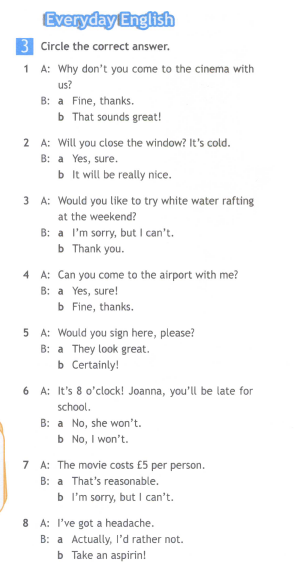 Everyday English
3 Circle the correct answer.
1 A: Why don't you come to the cinema with
us?
B: a Fine, thanks.
b That sounds great!
2 A: Will you close the window? It's cold.
B: a Yes, sure.
b It will be really nice.
3 A: Would you like to try white water rafting
at the weekend?
B: a I'm sorry, but I can't.
b Thank you.
4 A: Can you come to the airport with me?
B: a Yes, sure!
b Fine, thanks.
5 A: Would you sign here, please?
B: a They look great.
b Certainly!
6 A: It's 8 o'clock! Joanna, you'll be late for
school.
B: a No, she won't.
b No, I won't.
7 A: The movie costs £5 per person.
B: a That's reasonable.
b I'm sorry, but I can't.
8 A: I've got a headache.
B: a Actually, I'd rather not.
b Take an aspirin!